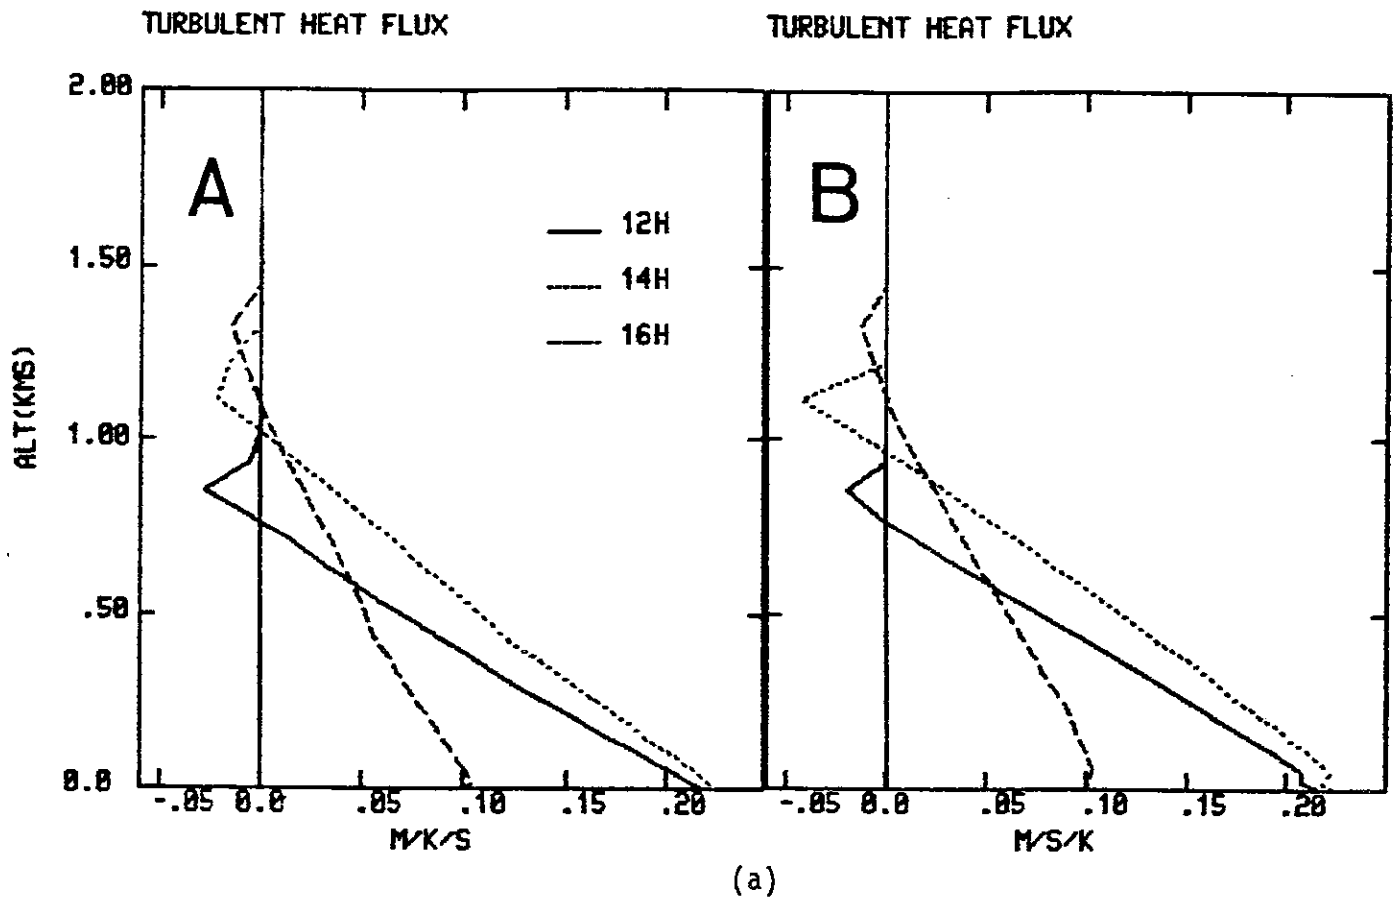 TURBULENT HEAT FLUX
TURBULENT HEAT FLUX
2.00
A
B
12H
14H
16H
1.50
ALT(KMS)
1.00
.50
0.0
-.05 0.0 .05 .10 .15 .20
-.05 0.0 .05 .10 .15 .20
M/K/S
M/S/K
(a)